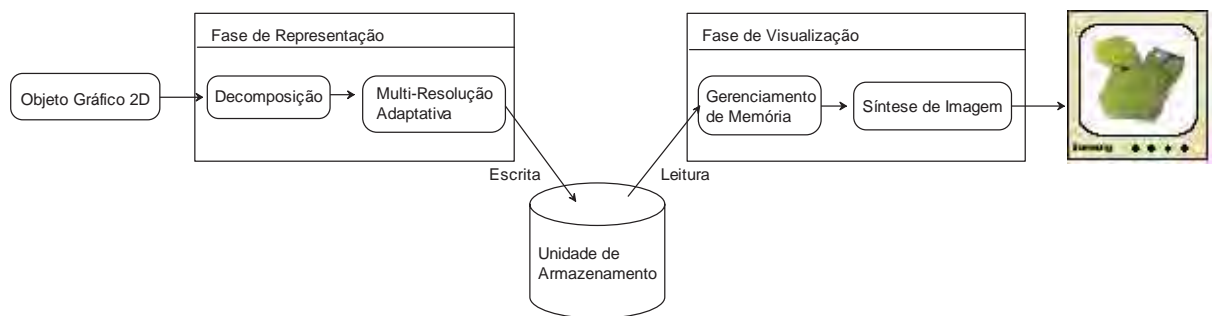 Fase de Representação
Fase de Visualização
Objeto Gráfico 2D
Decomposição
Multi-Resolução
Adaptativa
Gerenciamento
de Memória
Síntese de Imagem
Escrita
Leitura
Unidade de
Armazenamento